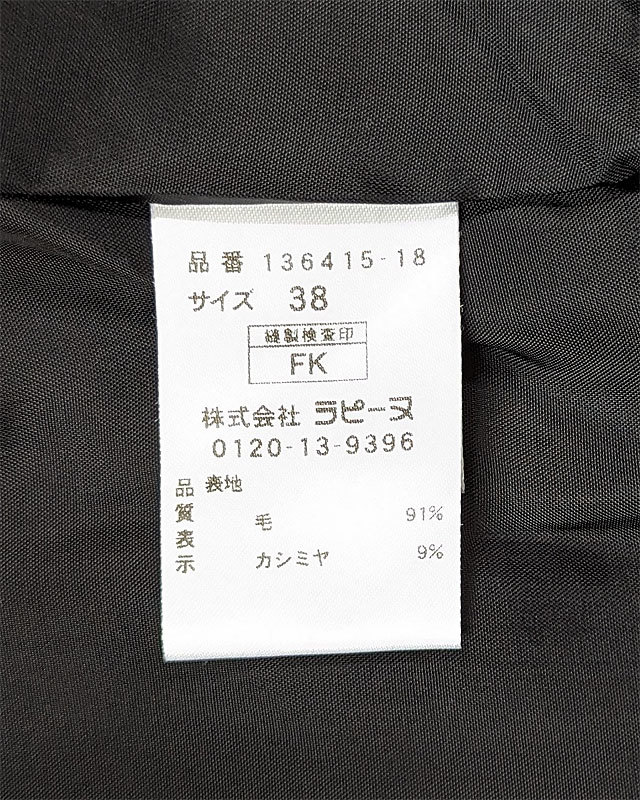 品番 136415-18
サイズ 38
縫製検査印
FK
株式会社 ラピーヌ
0120-13-9396
品質表示
表地
毛 91%
カシミヤ 9%